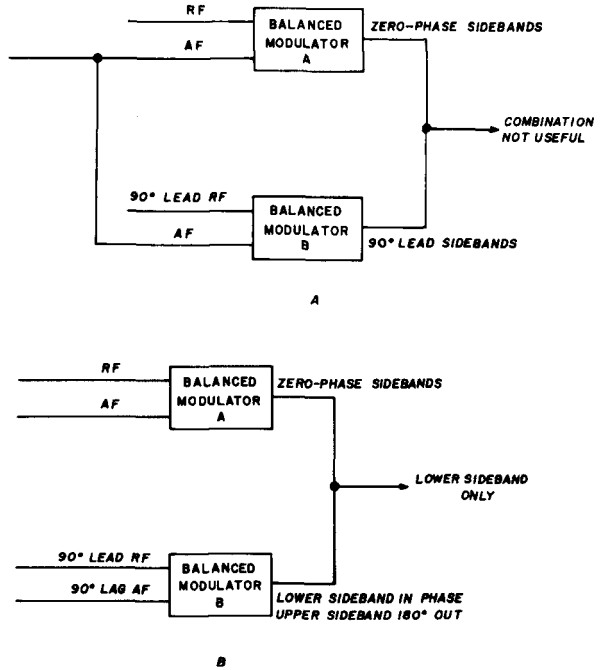 RF
BALANCED
MODULATOR
A
ZERO-PHASE SIDEBANDS
AF
COMBINATION
NOT USEFUL
90° LEAD RF
BALANCED
MODULATOR
B
AF
90° LEAD SIDEBANDS
A
RF
BALANCED
MODULATOR
A
ZERO-PHASE SIDEBANDS
AF
LOWER SIDEBAND
ONLY
90° LEAD RF
BALANCED
MODULATOR
B
90° LAG AF
LOWER SIDEBAND IN PHASE
UPPER SIDEBAND 180° OUT
B